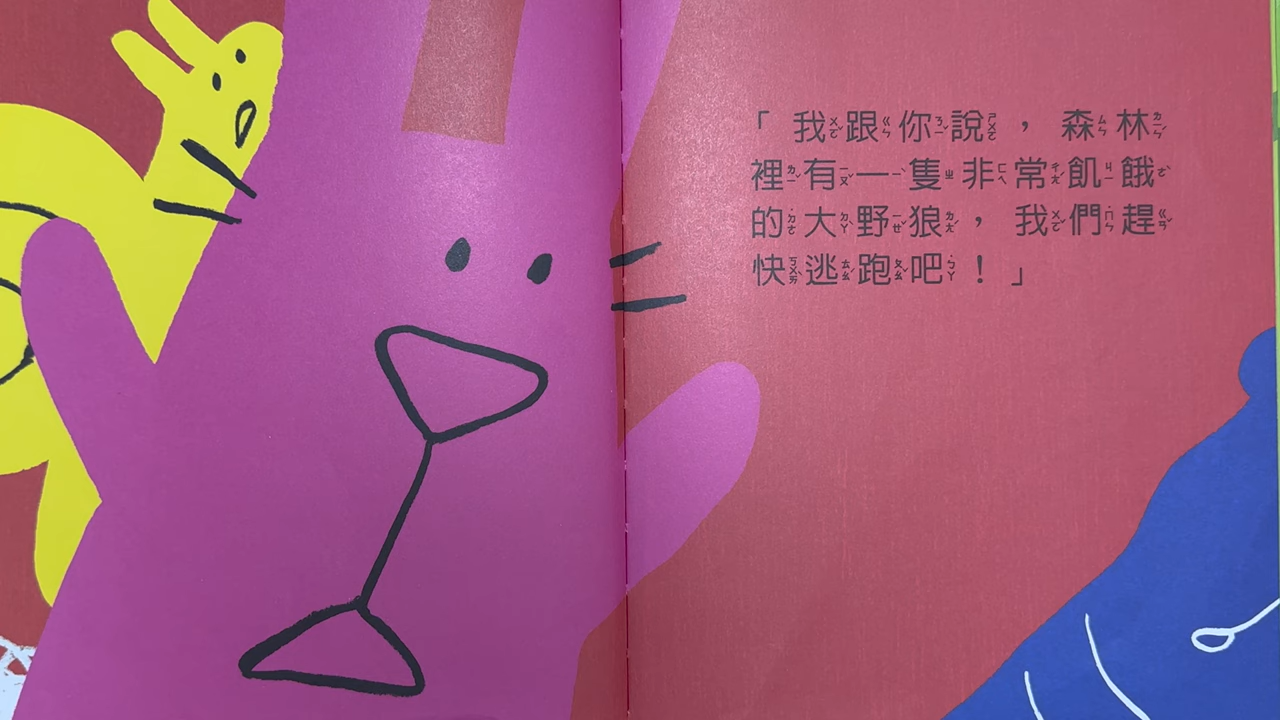 「我跟你說，森林
裡有一隻非常飢餓
的大野狼，我們趕
快逃跑吧！」